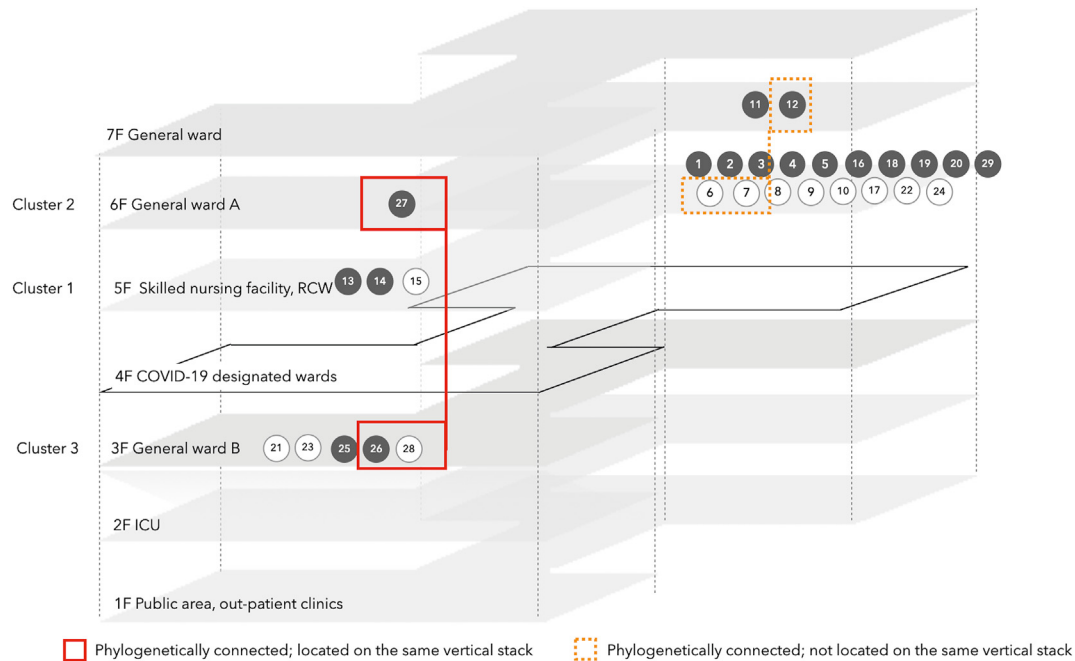 7F General ward
11 12
1 2 3 4 5 16 18 19 20 29
6 7 8 9 10 17 22 24
Cluster 2 6F General ward A 27
Cluster 1 5F Skilled nursing facility, RCW 13 14 15
4F COVID-19 designated wards
Cluster 3 3F General ward B 21 23 25 26 28
2F ICU
1F Public area, out-patient clinics
Phylogenetically connected; located on the same vertical stack
Phylogenetically connected; not located on the same vertical stack